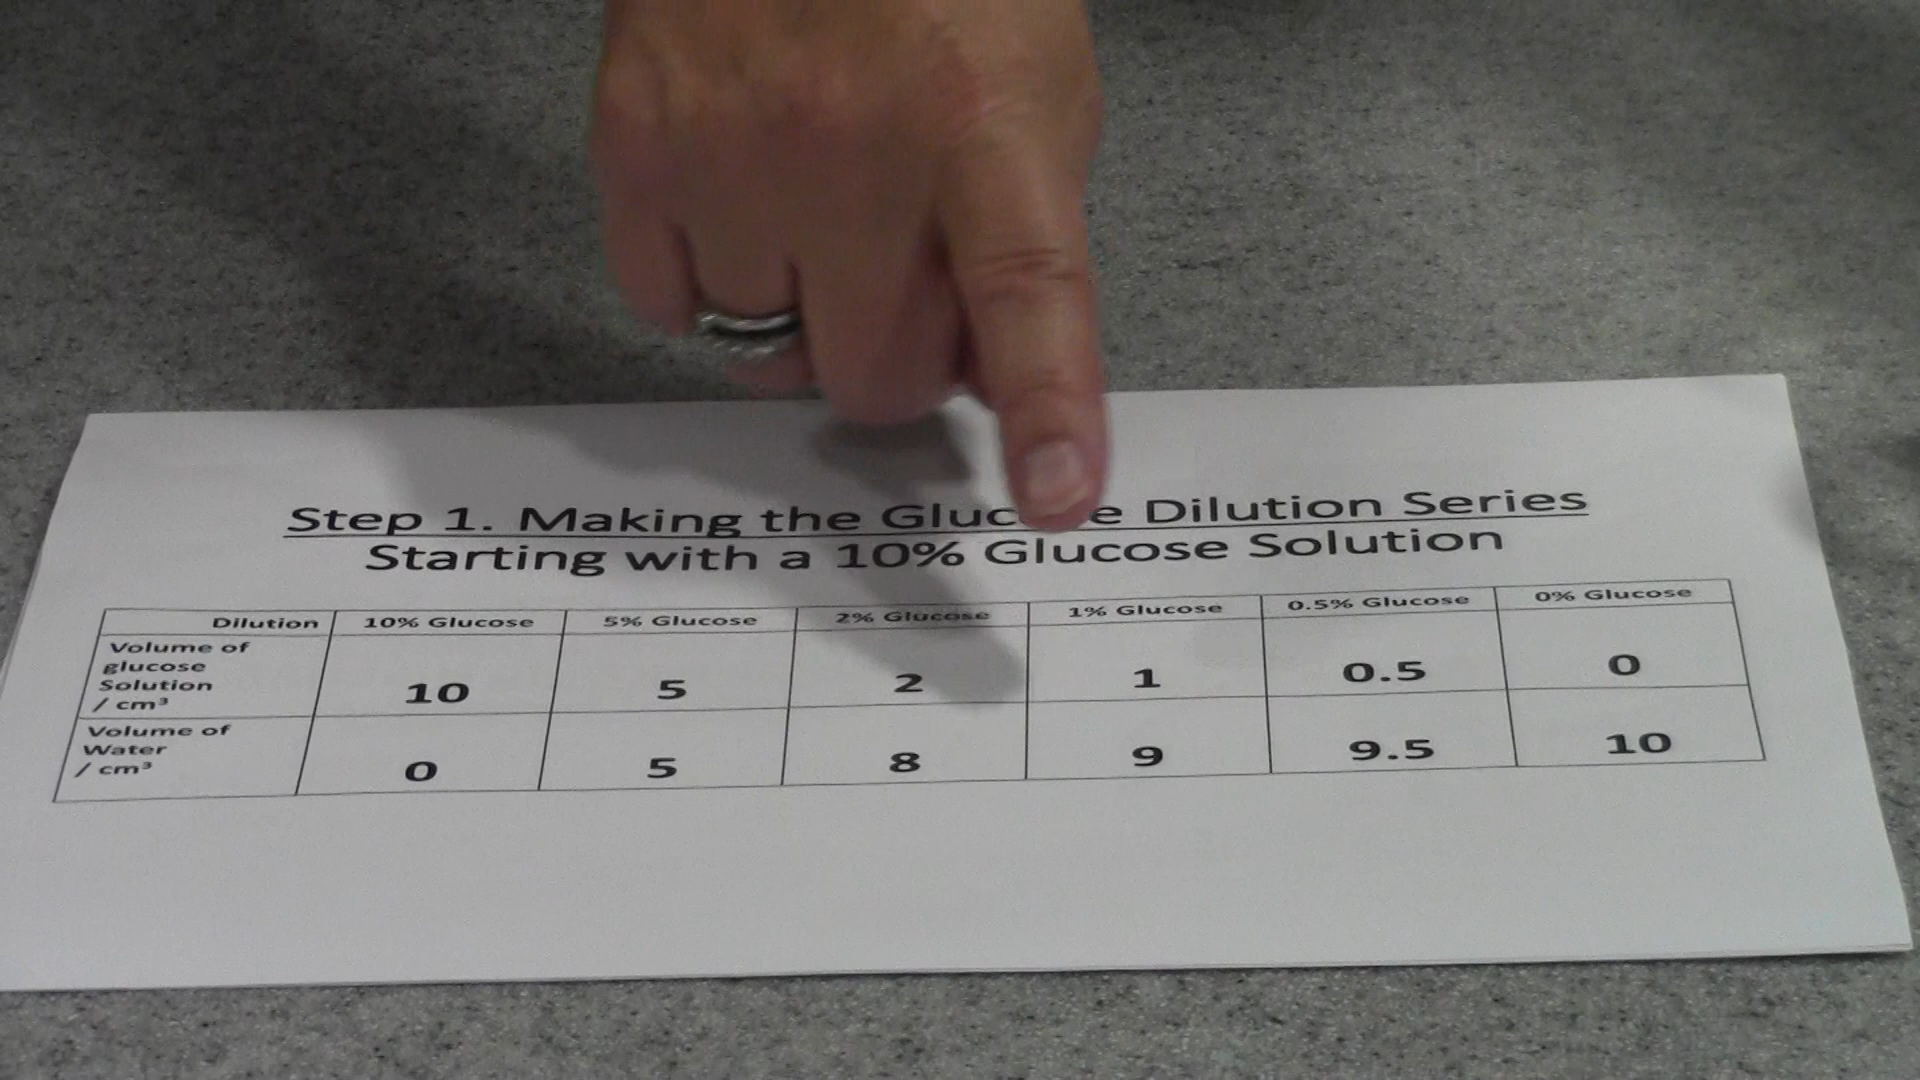 Step 1. Making the Glucose Dilution Series
Starting with a 10% Glucose Solution
Dilution 10% Glucose 5% Glucose 2% Glucose 1% Glucose 0.5% Glucose 0% Glucose
Volume of
glucose
Solution
/ cm³
10 5 2 1 0.5 0
Volume of
Water
/ cm³
0 5 8 9 9.5 10